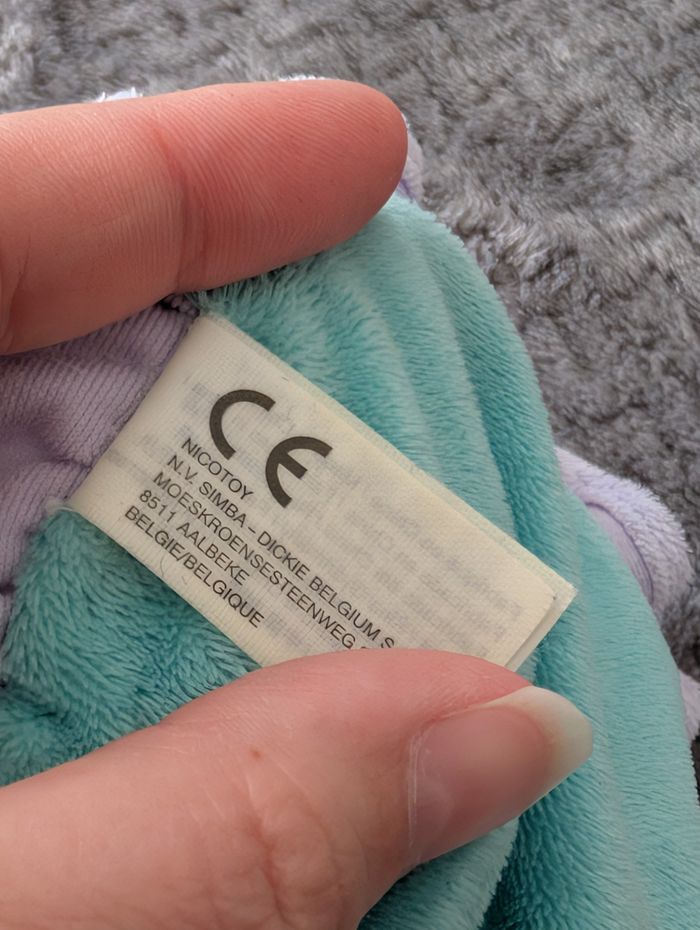 CE
NICOTOY
N.V. SIMBA - DICKIE BELGIUM
MOESKROENSESTEENWEG
8511 AALBEKE
BELGIE/BELGIQUE